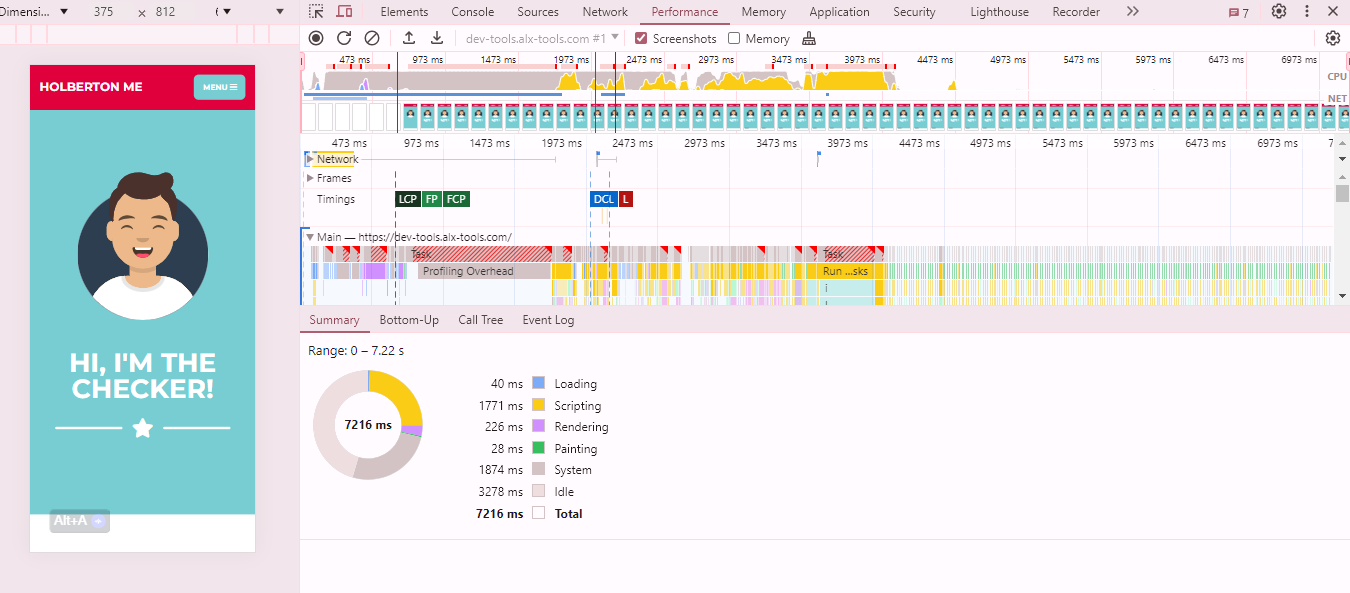 Dimensi... 375 × 812
Elements Console Sources Network Performance Memory Application Security Lighthouse Recorder 7
dev-tools.alx-tools.com #1 Screenshots Memory
473 ms 973 ms 1473 ms 1973 ms 2473 ms 2973 ms 3473 ms 3973 ms 4473 ms 4973 ms 5473 ms 5973 ms 6473 ms 6973 ms
CPU
NET
473 ms 973 ms 1473 ms 1973 ms 2473 ms 2973 ms 3473 ms 3973 ms 4473 ms 4973 ms 5473 ms 5973 ms 6473 ms 6973 ms 7
Network
Frames
Timings LCP FP FCP DCL L
Main — https://dev-tools.alx-tools.com/
Task Task
Profiling Overhead Run ...sks
Summary Bottom-Up Call Tree Event Log
Range: 0 – 7.22 s
7216 ms
40 ms Loading
1771 ms Scripting
226 ms Rendering
28 ms Painting
1874 ms System
3278 ms Idle
7216 ms Total
HOLBERTON ME MENU
HI, I'M THE
CHECKER!
Alt+A